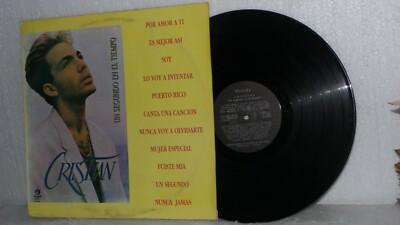 UN SEGUNDO EN EL TIEMPO
CRISTIAN
POR AMOR A TI
ES MEJOR ASI
SOY
LO VOY A INTENTAR
PUERTO RICO
CANTA UNA CANCION
NUNCA VOY A OLVIDARTE
MUJER ESPECIAL
FUISTE MIA
UN SEGUNDO
NUNCA JAMAS